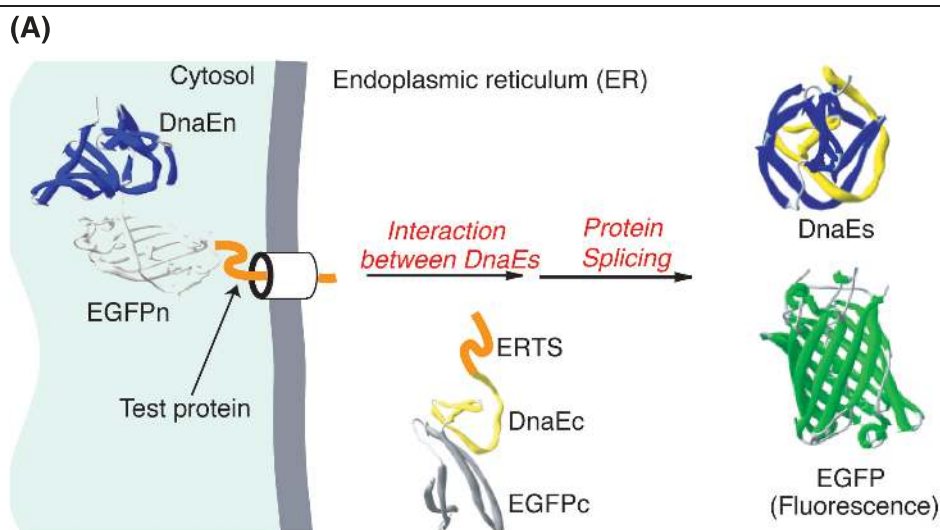 (A)
Cytosol
Endoplasmic reticulum (ER)
DnaEn
DnaEs
Interaction
between DnaEs
Protein
Splicing
EGFPn
ERTS
Test protein
DnaEc
EGFPc
EGFP
(Fluorescence)